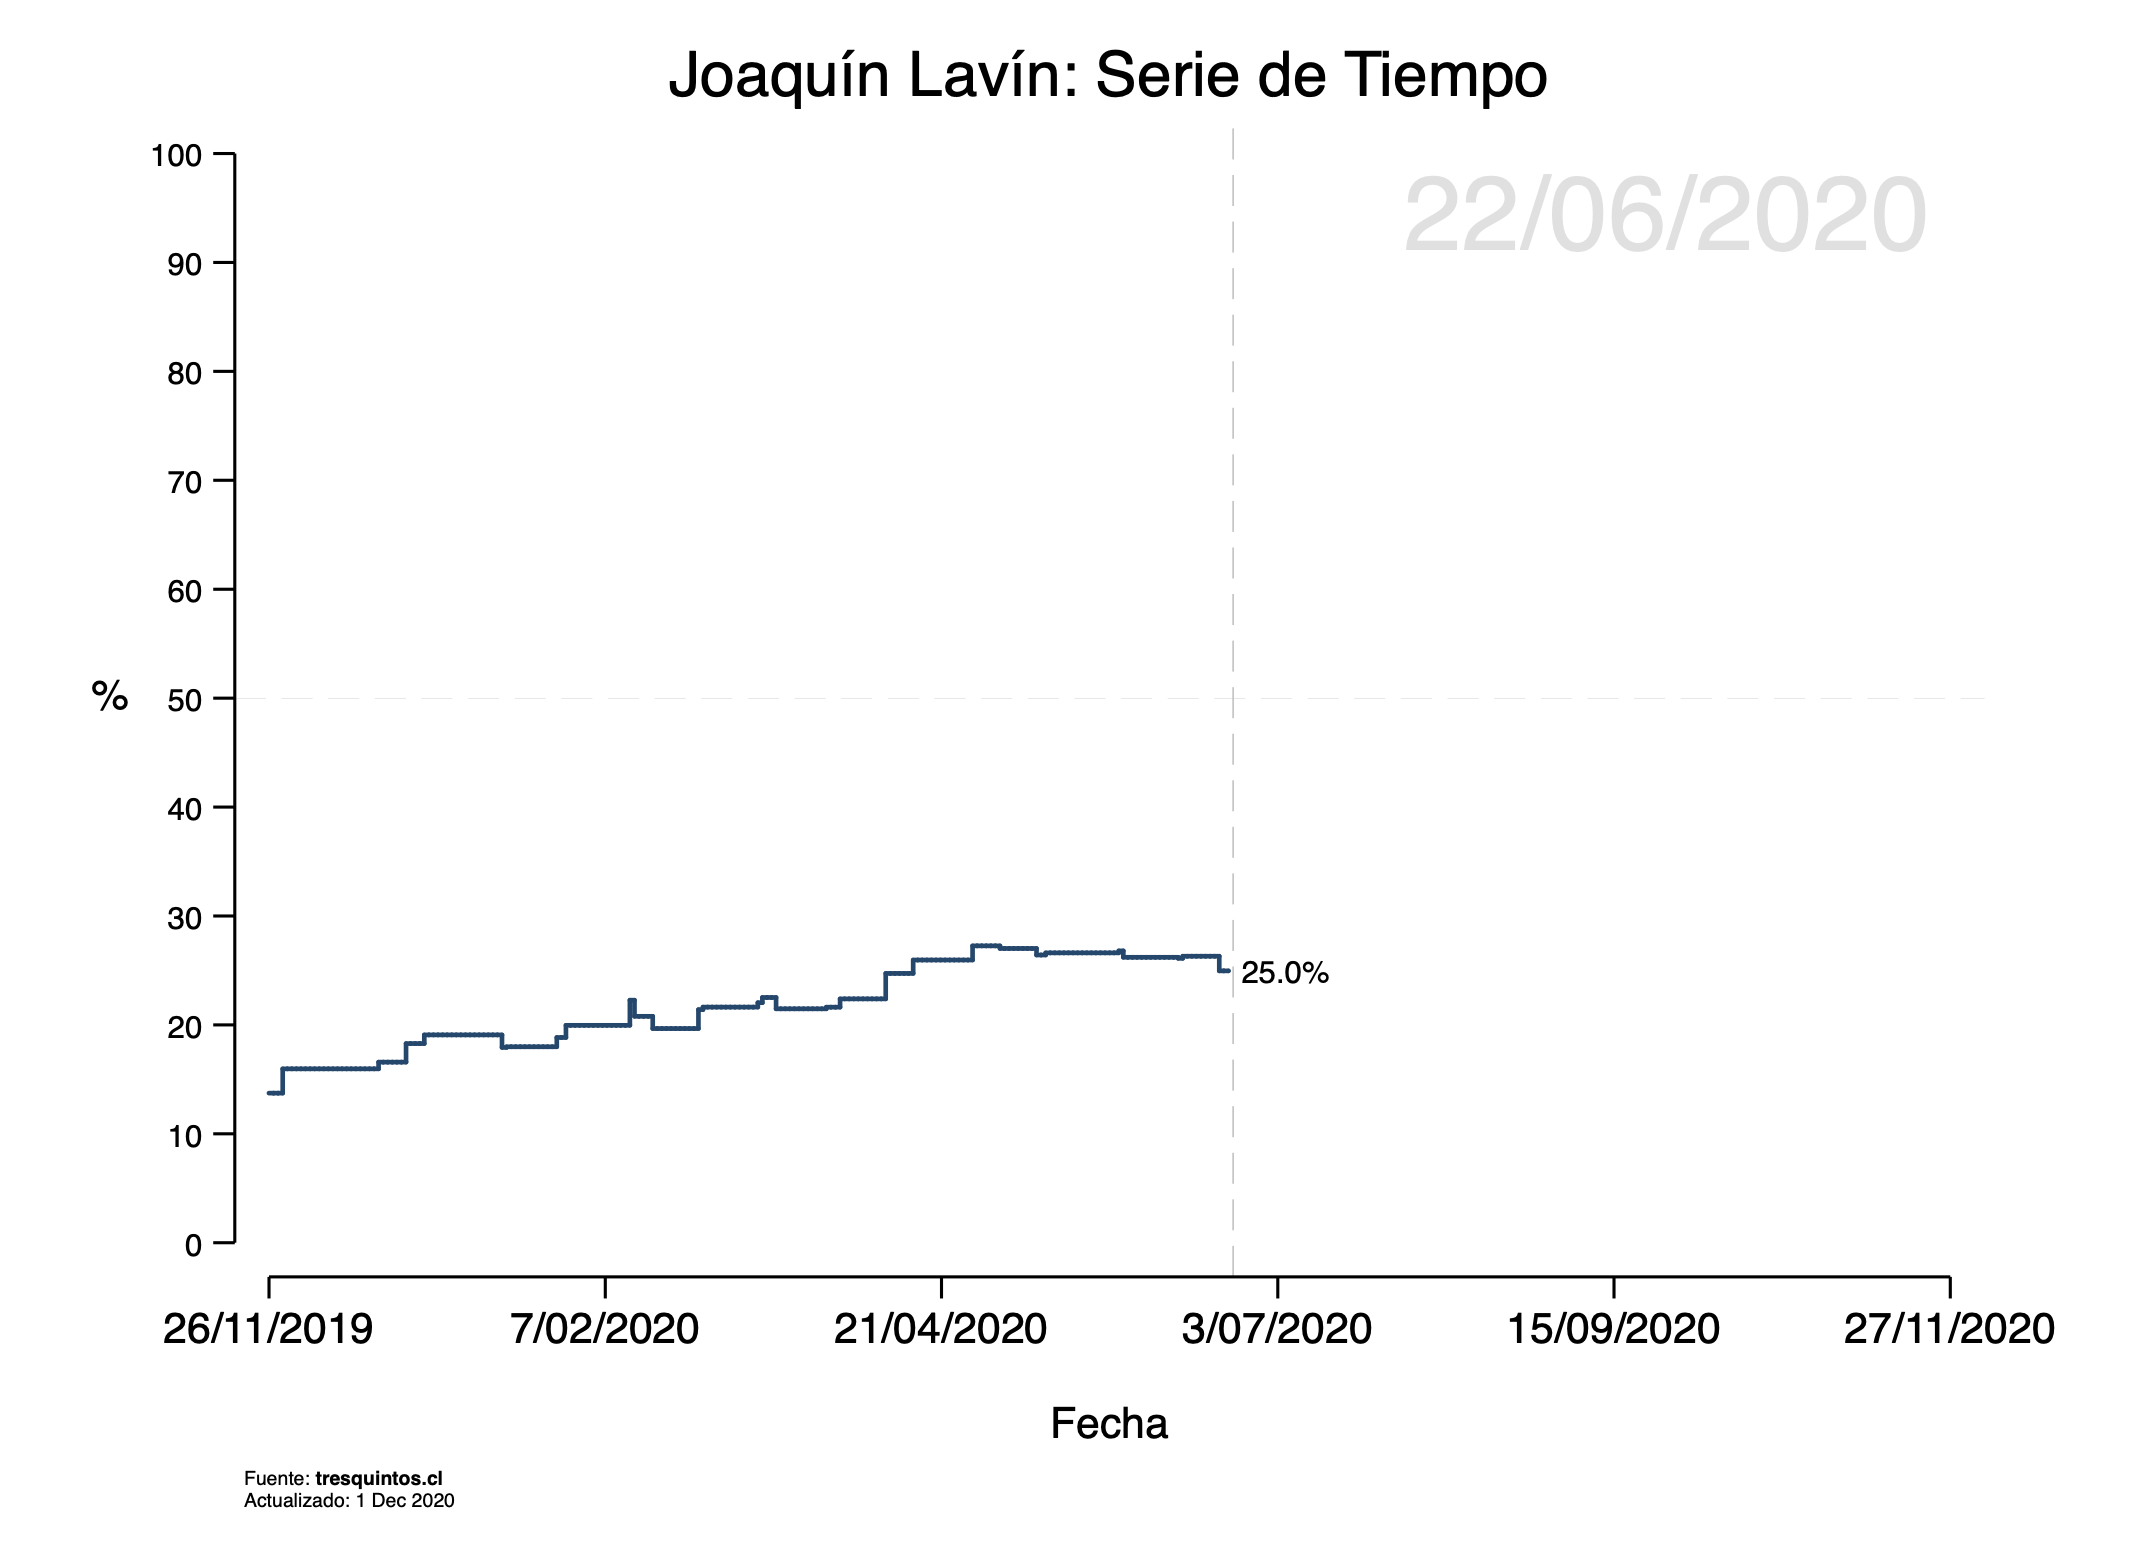 Joaquín Lavín: Serie de Tiempo
22/06/2020
100
90
80
70
60
% 50
40
30
20
10
0
25.0%
26/11/2019 7/02/2020 21/04/2020 3/07/2020 15/09/2020 27/11/2020
Fecha
Fuente: tresquintos.cl
Actualizado: 1 Dec 2020